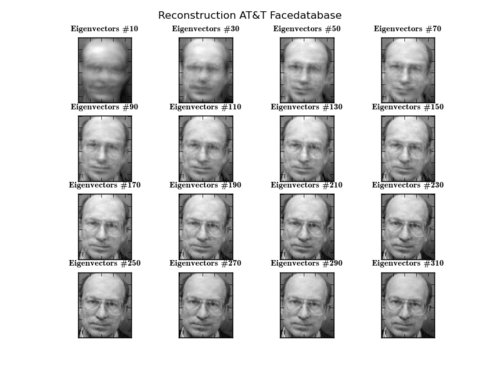 Reconstruction AT&T Facedatabase
Eigenvectors #10 Eigenvectors #30 Eigenvectors #50 Eigenvectors #70
Eigenvectors #90 Eigenvectors #110 Eigenvectors #130 Eigenvectors #150
Eigenvectors #170 Eigenvectors #190 Eigenvectors #210 Eigenvectors #230
Eigenvectors #250 Eigenvectors #270 Eigenvectors #290 Eigenvectors #310